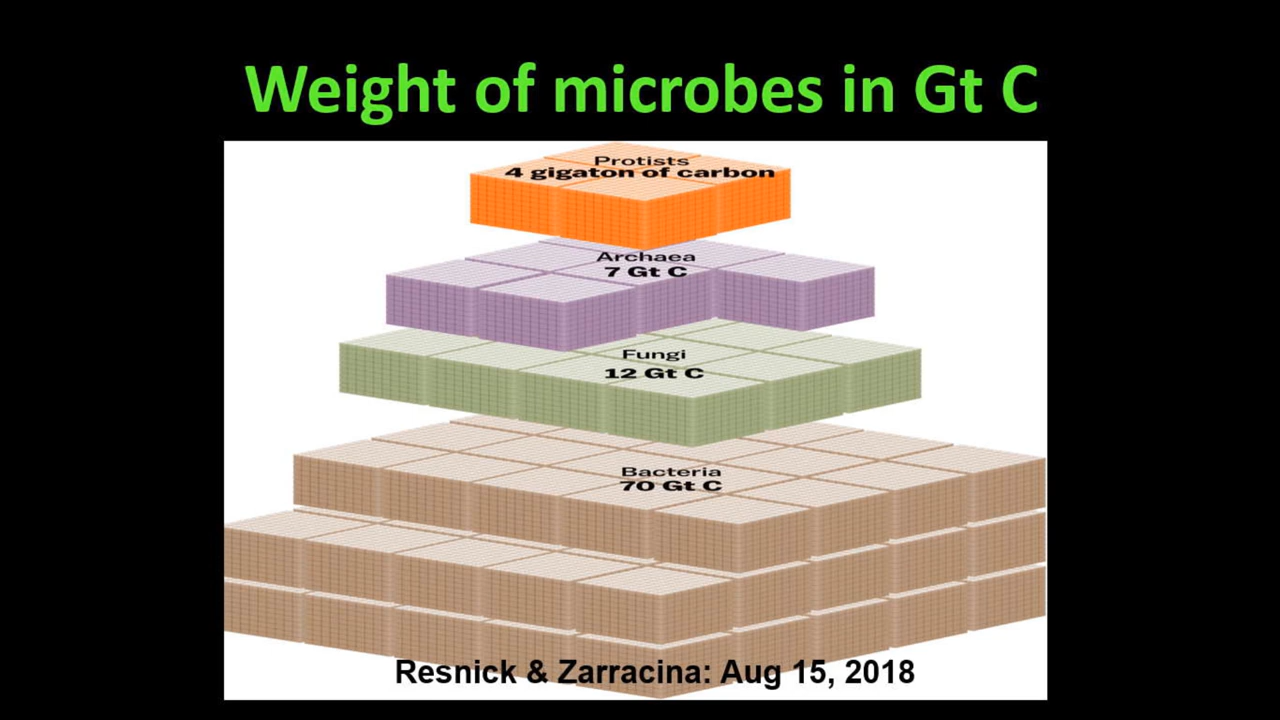 Weight of microbes in Gt C
Protists
4 gigaton of carbon
Archaea
7 Gt C
Fungi
12 Gt C
Bacteria
70 Gt C
Resnick & Zarracina: Aug 15, 2018